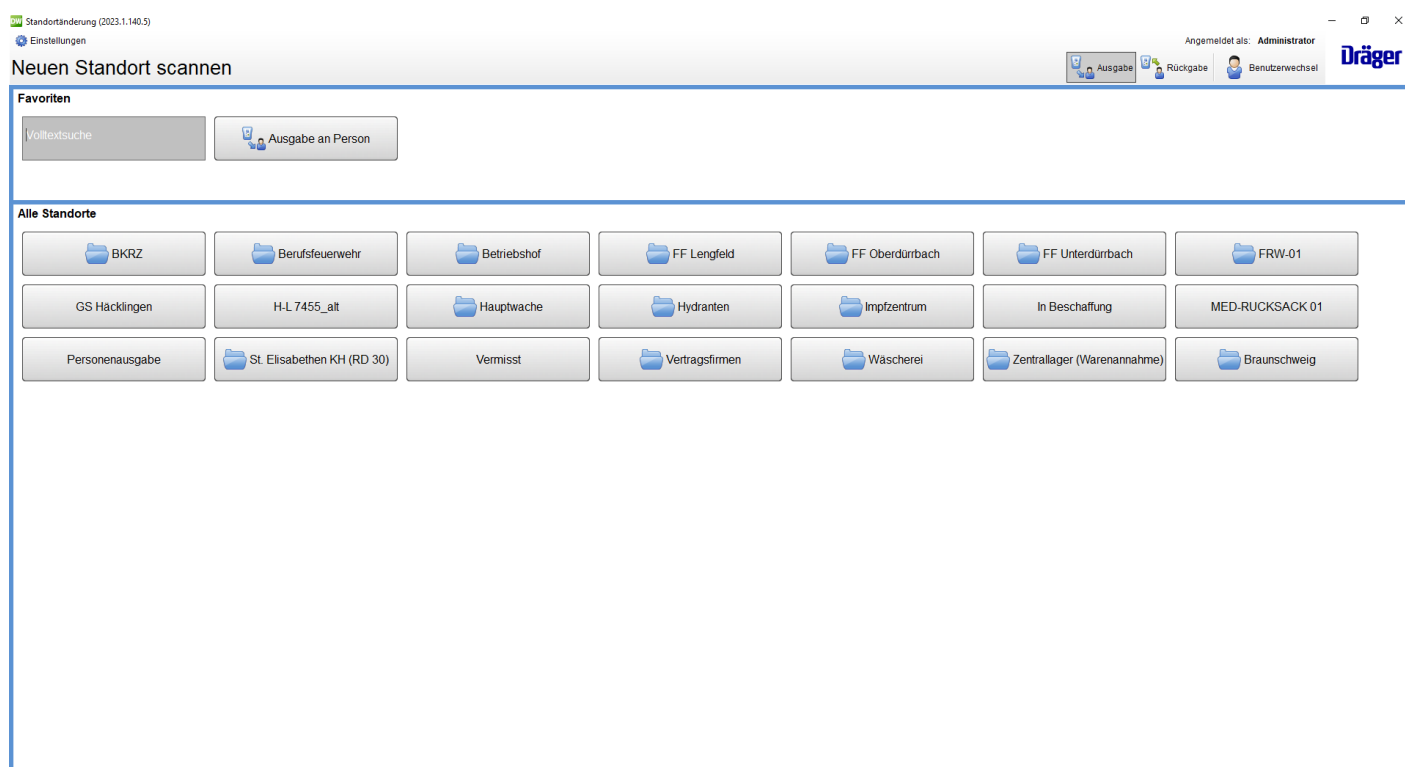 DW Standortänderung (2023.1.140.5)
Einstellungen
Angemeldet als: Administrator
Neuen Standort scannen
Ausgabe Rückgabe Benutzerwechsel
Dräger
Favoriten
Volltextsuche Ausgabe an Person
Alle Standorte
BKRZ Berufsfeuerwehr Betriebshof FF Lengfeld FF Oberdürrbach FF Unterdürrbach FRW-01
GS Häcklingen H-L 7455_alt Hauptwache Hydranten Impfzentrum In Beschaffung MED-RUCKSACK 01
Personenausgabe St. Elisabethen KH (RD 30) Vermisst Vertragsfirmen Wäscherei Zentrallager (Warenannahme) Braunschweig